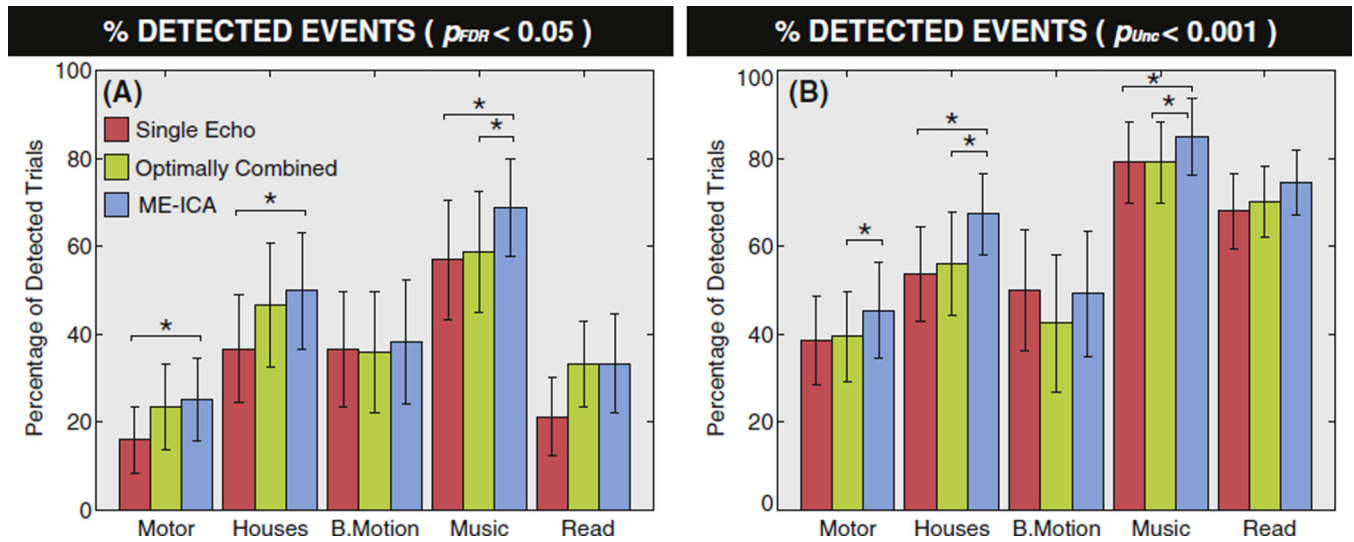 % DETECTED EVENTS ( pFDR < 0.05 )
% DETECTED EVENTS ( pUnc < 0.001 )
(A)
Single Echo
Optimally Combined
ME-ICA
*
*
*
*
Percentage of Detected Trials
100
80
60
40
20
0
Motor Houses B.Motion Music Read
(B)
*
*
*
*
*
Percentage of Detected Trials
100
80
60
40
20
0
Motor Houses B.Motion Music Read